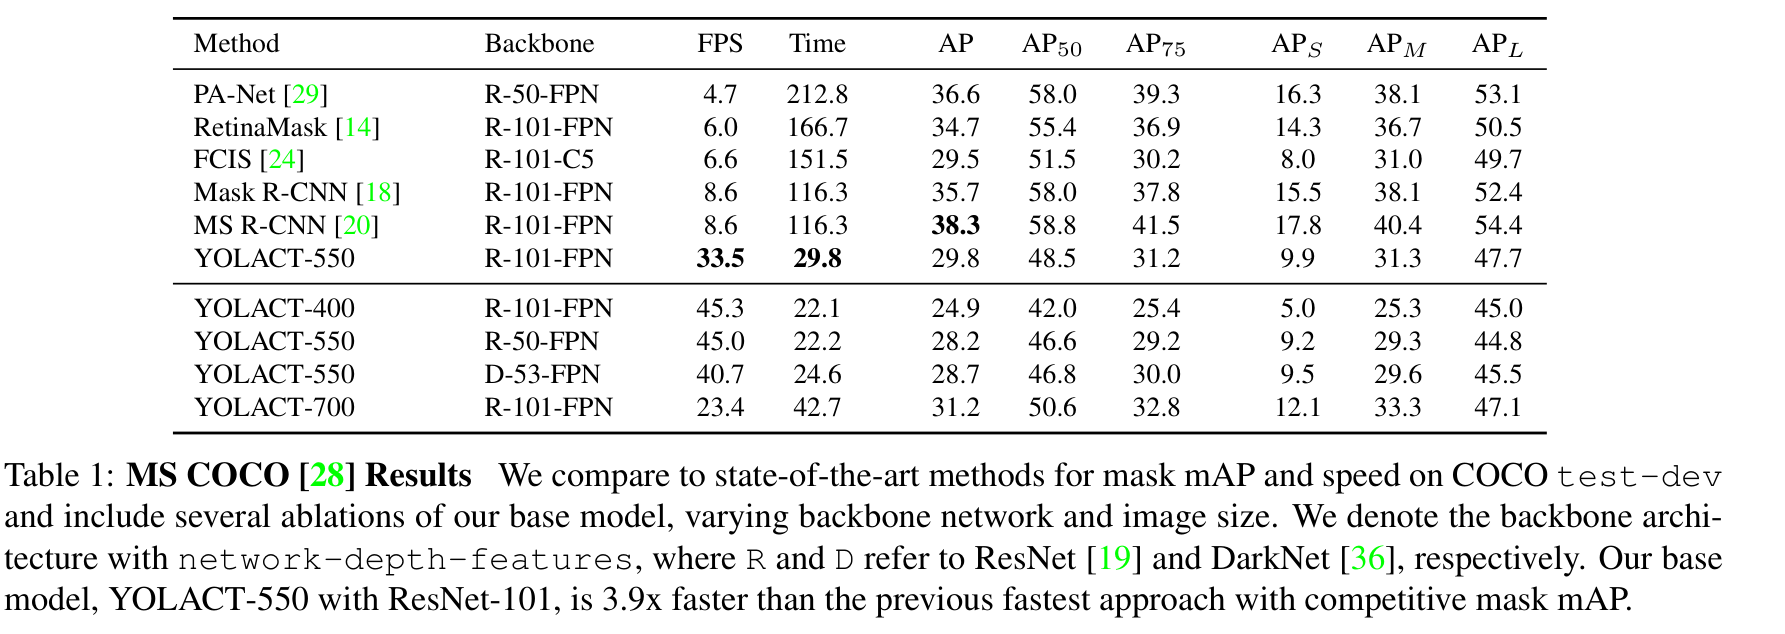 Method Backbone FPS Time AP AP50 AP75 APS APM APL
PA-Net [29] R-50-FPN 4.7 212.8 36.6 58.0 39.3 16.3 38.1 53.1
RetinaMask [14] R-101-FPN 6.0 166.7 34.7 55.4 36.9 14.3 36.7 50.5
FCIS [24] R-101-C5 6.6 151.5 29.5 51.5 30.2 8.0 31.0 49.7
Mask R-CNN [18] R-101-FPN 8.6 116.3 35.7 58.0 37.8 15.5 38.1 52.4
MS R-CNN [20] R-101-FPN 8.6 116.3 38.3 58.8 41.5 17.8 40.4 54.4
YOLACT-550 R-101-FPN 33.5 29.8 29.8 48.5 31.2 9.9 31.3 47.7
YOLACT-400 R-101-FPN 45.3 22.1 24.9 42.0 25.4 5.0 25.3 45.0
YOLACT-550 R-50-FPN 45.0 22.2 28.2 46.6 29.2 9.2 29.3 44.8
YOLACT-550 D-53-FPN 40.7 24.6 28.7 46.8 30.0 9.5 29.6 45.5
YOLACT-700 R-101-FPN 23.4 42.7 31.2 50.6 32.8 12.1 33.3 47.1
Table 1: MS COCO [28] Results We compare to state-of-the-art methods for mask mAP and speed on COCO test-dev
and include several ablations of our base model, varying backbone network and image size. We denote the backbone archi-
tecture with network-depth-features, where R and D refer to ResNet [19] and DarkNet [36], respectively. Our base
model, YOLACT-550 with ResNet-101, is 3.9x faster than the previous fastest approach with competitive mask mAP.